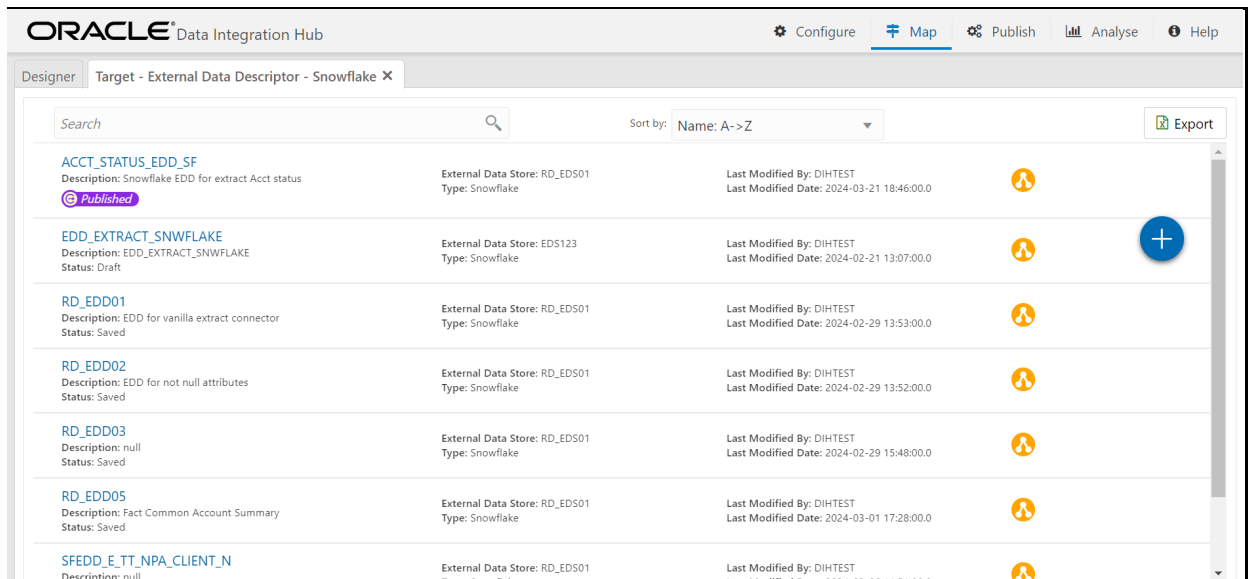 ORACLE® Data Integration Hub
Configure Map Publish Analyse Help
Designer Target - External Data Descriptor - Snowflake ✕
Search Sort by: Name: A->Z Export
ACCT_STATUS_EDD_SF
Description: Snowflake EDD for extract Acct status
Published
External Data Store: RD_EDS01
Type: Snowflake
Last Modified By: DIHTEST
Last Modified Date: 2024-03-21 18:46:00.0
EDD_EXTRACT_SNWFLAKE
Description: EDD_EXTRACT_SNWFLAKE
Status: Draft
External Data Store: EDS123
Type: Snowflake
Last Modified By: DIHTEST
Last Modified Date: 2024-02-21 13:07:00.0
RD_EDD01
Description: EDD for vanilla extract connector
Status: Saved
External Data Store: RD_EDS01
Type: Snowflake
Last Modified By: DIHTEST
Last Modified Date: 2024-02-29 13:53:00.0
RD_EDD02
Description: EDD for not null attributes
Status: Saved
External Data Store: RD_EDS01
Type: Snowflake
Last Modified By: DIHTEST
Last Modified Date: 2024-02-29 13:52:00.0
RD_EDD03
Description: null
Status: Saved
External Data Store: RD_EDS01
Type: Snowflake
Last Modified By: DIHTEST
Last Modified Date: 2024-02-29 15:48:00.0
RD_EDD05
Description: Fact Common Account Summary
Status: Saved
External Data Store: RD_EDS01
Type: Snowflake
Last Modified By: DIHTEST
Last Modified Date: 2024-03-01 17:28:00.0
SFEDD_E_TT_NPA_CLIENT_N
Description: null
External Data Store: RD_EDS01
Last Modified By: DIHTEST